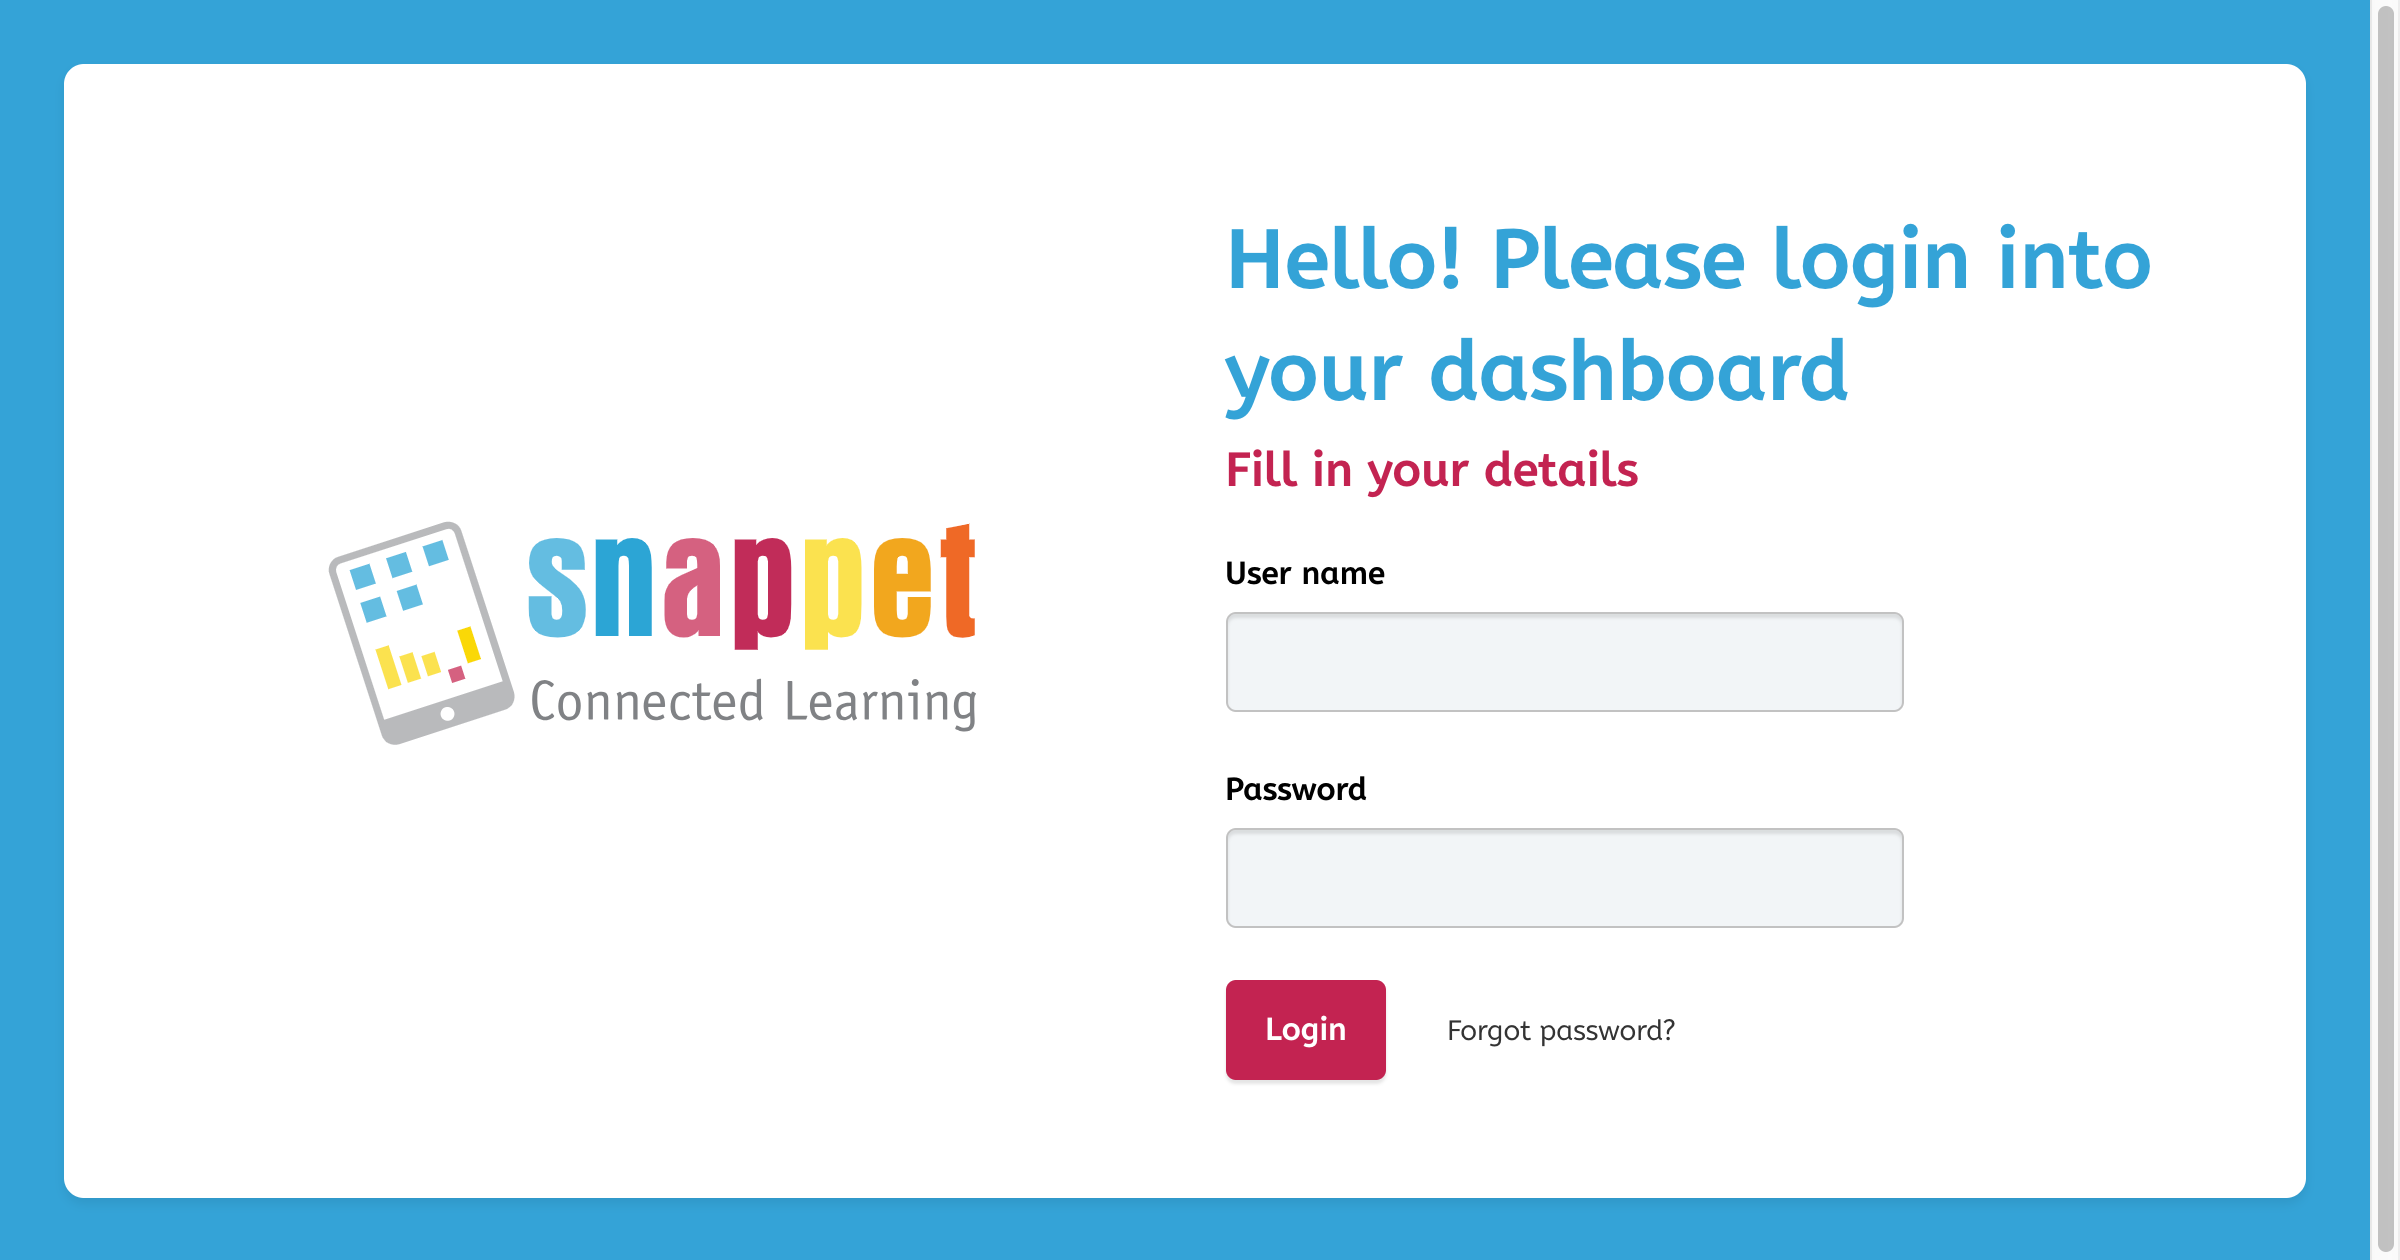 snappet
Connected Learning
Hello! Please login into
your dashboard
Fill in your details
User name
Password
Login
Forgot password?